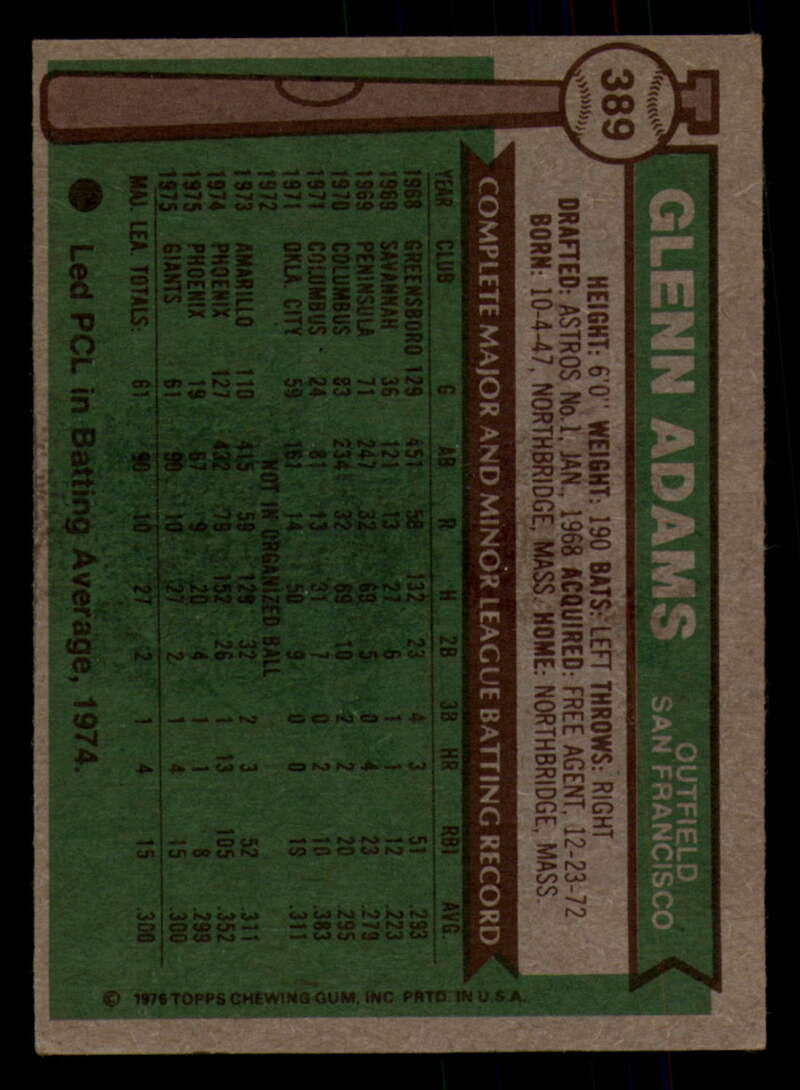 389
GLENN ADAMS
OUTFIELD
SAN FRANCISCO
HEIGHT: 6'0" WEIGHT: 190 BATS: LEFT THROWS: RIGHT
DRAFTED: ASTROS No.1, JAN., 1968 ACQUIRED: FREE AGENT, 12-23-72
BORN: 10-4-47, NORTHBRIDGE, MASS. HOME: NORTHBRIDGE, MASS.
COMPLETE MAJOR AND MINOR LEAGUE BATTING RECORD
YEAR CLUB G AB R H 2B 3B HR RBI AVG.
1968 GREENSBORO 129 451 58 132 23 4 3 51 .293
1969 SAVANNAH 36 121 13 27 6 1 1 12 .223
1969 PENINSULA 71 247 32 69 5 0 4 23 .279
1970 COLUMBUS 83 234 32 69 10 2 2 20 .295
1971 COLUMBUS 24 81 13 31 7 0 2 10 .383
1971 OKLA. CITY 59 161 14 50 9 0 0 19 .311
1972 NOT IN ORGANIZED BALL
1973 AMARILLO 110 415 59 129 32 2 3 52 .311
1974 PHOENIX 127 432 79 152 26 1 13 105 .352
1975 PHOENIX 19 67 9 20 4 1 1 8 .299
1975 GIANTS 61 90 10 27 2 1 4 15 .300
MAJ. LEA. TOTALS: 61 90 10 27 2 1 4 15 .300
Led PCL in Batting Average, 1974.
© 1976 TOPPS CHEWING GUM, INC. PRTD. IN U.S.A.